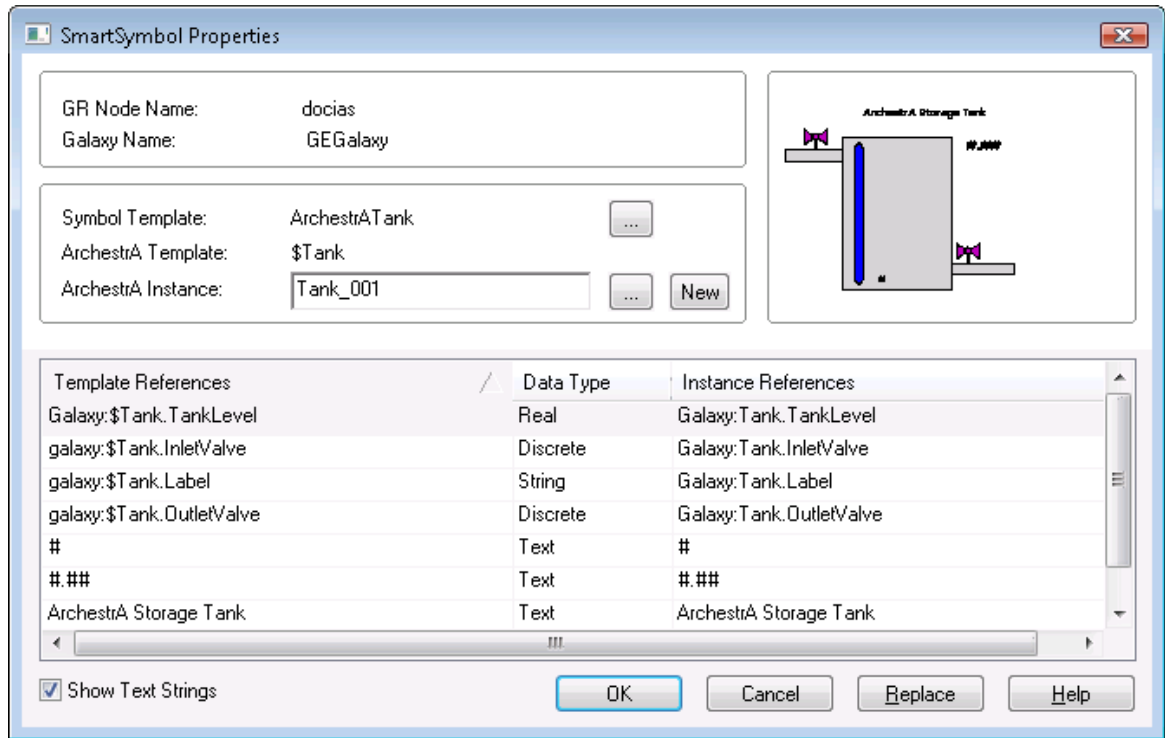 SmartSymbol Properties
GR Node Name: docias
Galaxy Name: GEGalaxy
ArchestrA Storage Tank
#.###
#
Symbol Template: ArchestrATank ...
ArchestrA Template: $Tank
ArchestrA Instance: Tank_001 ... New
Template References Data Type Instance References
Galaxy:$Tank.TankLevel Real Galaxy:Tank.TankLevel
galaxy:$Tank.InletValve Discrete Galaxy:Tank.InletValve
galaxy:$Tank.Label String Galaxy:Tank.Label
galaxy:$Tank.OutletValve Discrete Galaxy:Tank.OutletValve
# Text #
#.## Text #.##
ArchestrA Storage Tank Text ArchestrA Storage Tank
Show Text Strings OK Cancel Replace Help